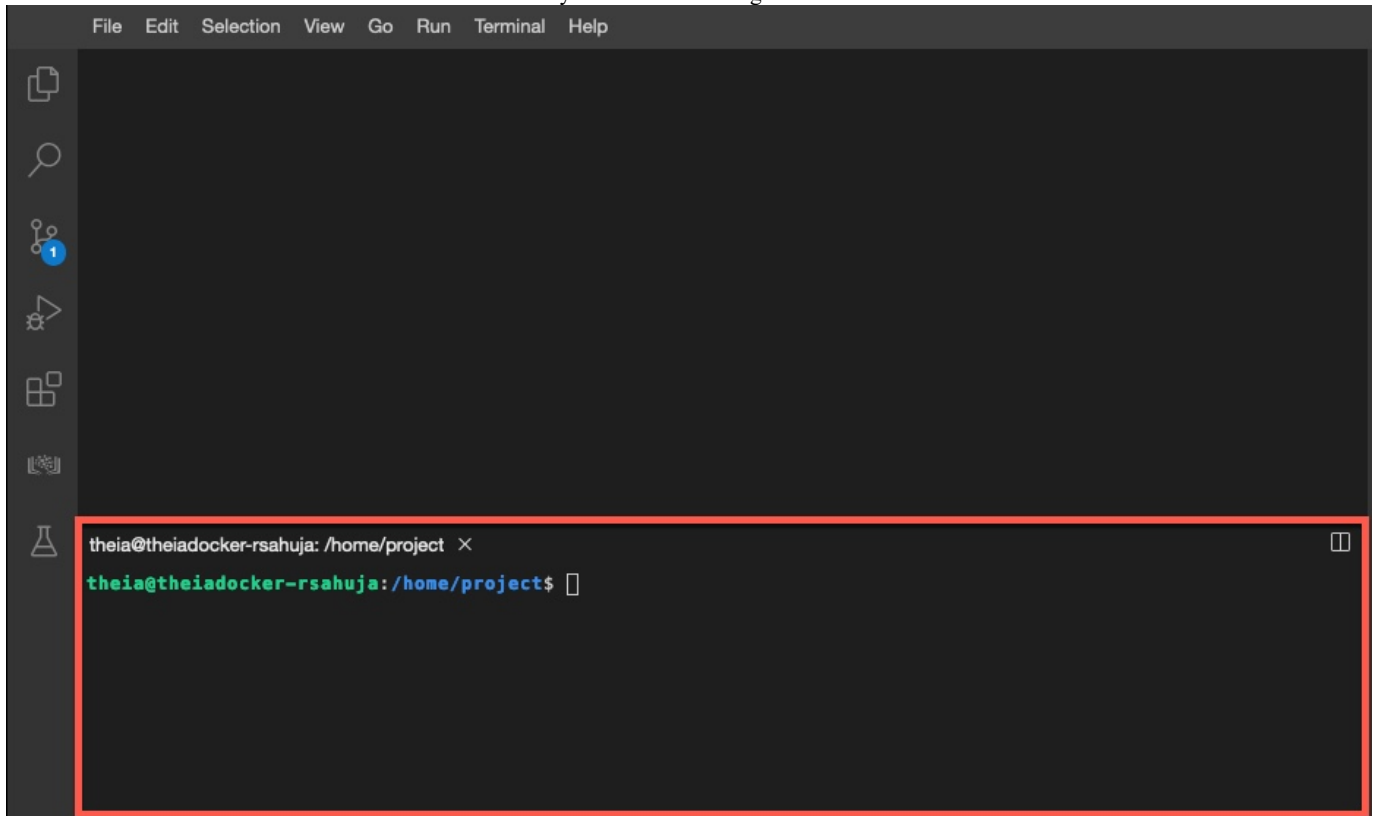 File Edit Selection View Go Run Terminal Help
1
theia@theiadocker-rsahuja: /home/project ×
theia@theiadocker-rsahuja:/home/project$